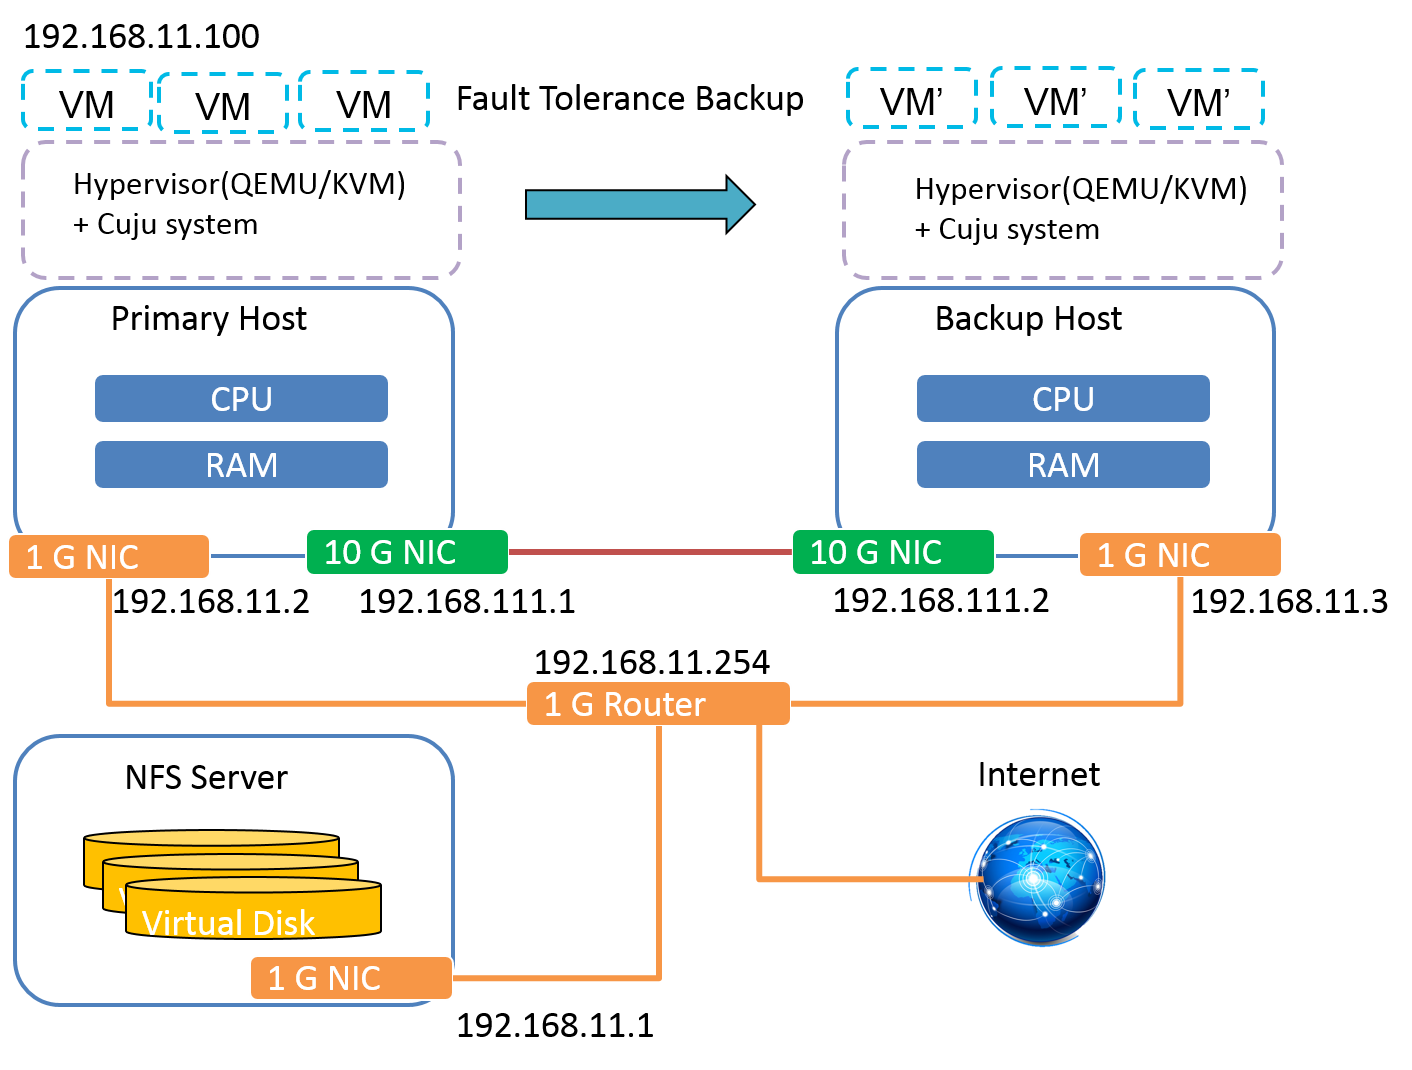 192.168.11.100
VM
VM
VM
Fault Tolerance Backup
VM’
VM’
VM’
Hypervisor(QEMU/KVM)
+ Cuju system
Hypervisor(QEMU/KVM)
+ Cuju system
Primary Host
Backup Host
CPU
CPU
RAM
RAM
1 G NIC
10 G NIC
10 G NIC
1 G NIC
192.168.11.2
192.168.111.1
192.168.111.2
192.168.11.3
192.168.11.254
1 G Router
NFS Server
Internet
Virtual Disk
1 G NIC
192.168.11.1